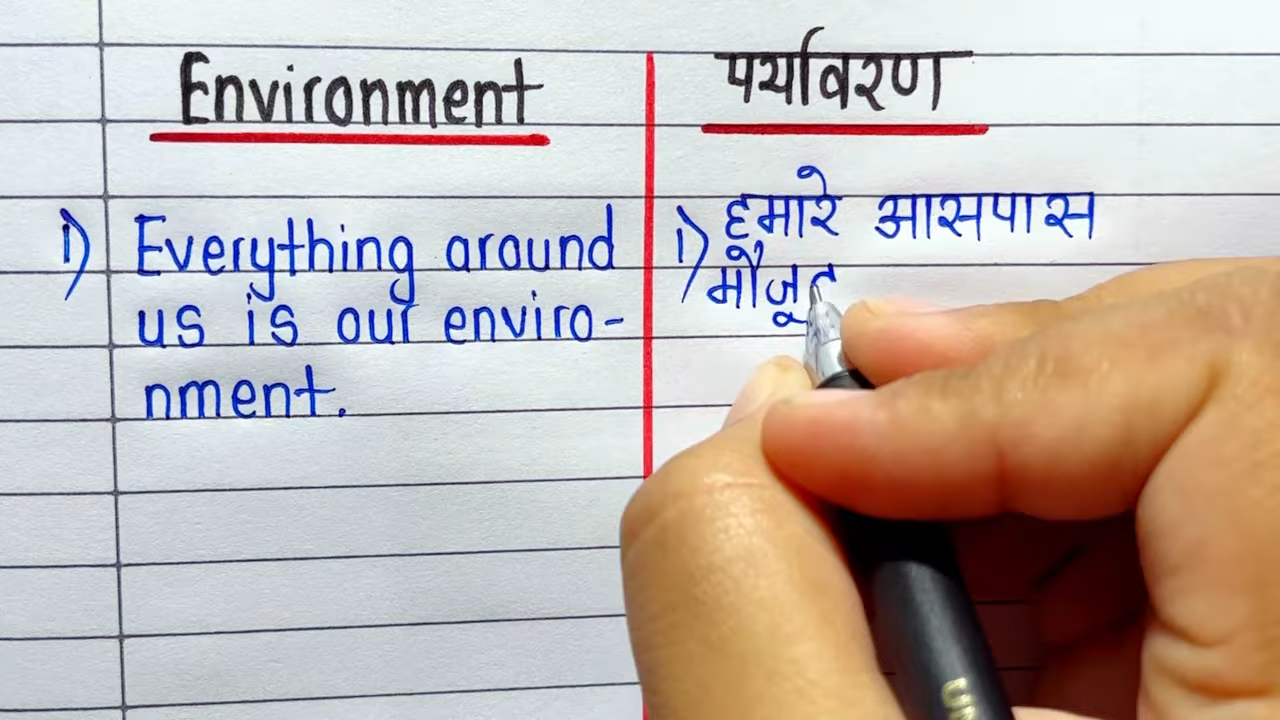 Environment
1) Everything around
us is our enviro-
nment.
पर्यावरण
1) हमारे आसपास